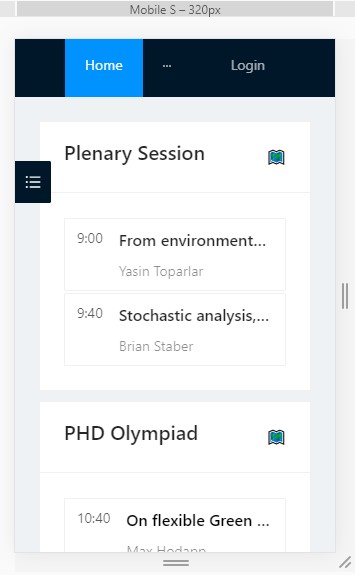 Mobile S – 320px
Home ··· Login
Plenary Session
9:00 From environment...
Yasin Toparlar
9:40 Stochastic analysis,...
Brian Staber
PHD Olympiad
10:40 On flexible Green ...
Max Hodapp